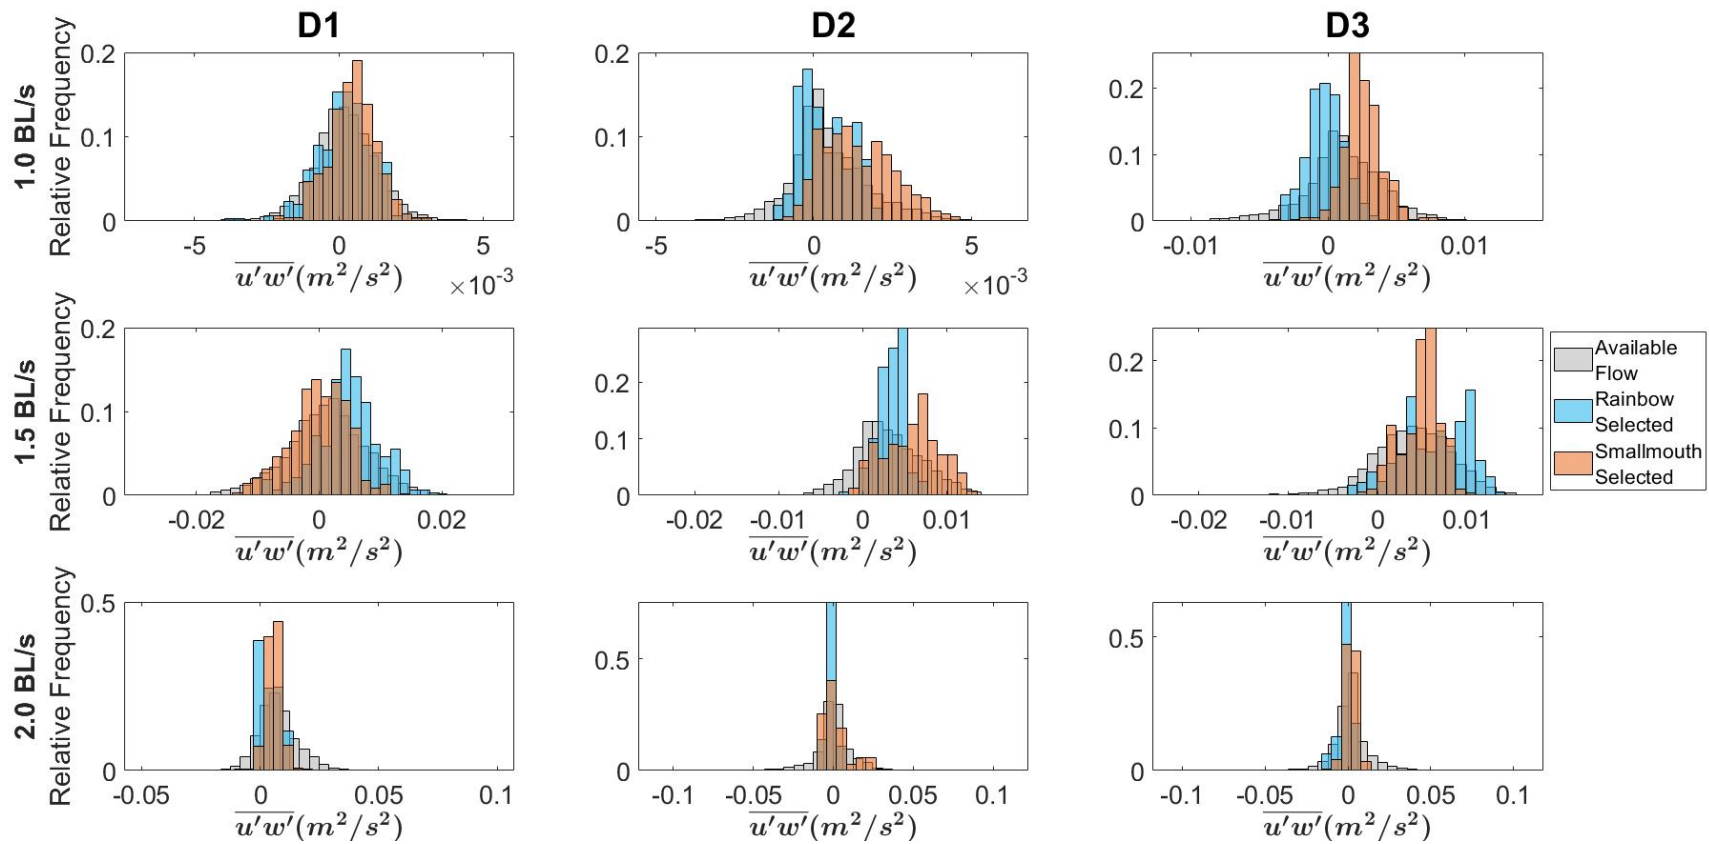 D1 D2 D3
1.0 BL/s
Relative Frequency
0.2 0.1 0
-5 0 5
u'w'(m²/s²)
×10⁻³
0.2 0.1 0
-5 0 5
u'w'(m²/s²)
×10⁻³
0.2 0.1 0
-0.01 0 0.01
u'w'(m²/s²)
1.5 BL/s
Relative Frequency
0.2 0.1 0
-0.02 0 0.02
u'w'(m²/s²)
0.2 0.1 0
-0.02 -0.01 0 0.01
u'w'(m²/s²)
0.2 0.1 0
-0.02 -0.01 0 0.01
u'w'(m²/s²)
Available
Flow
Rainbow
Selected
Smallmouth
Selected
2.0 BL/s
Relative Frequency
0.5 0
-0.05 0 0.05 0.1
u'w'(m²/s²)
0.5 0
-0.1 -0.05 0 0.05 0.1
u'w'(m²/s²)
0.5 0
-0.1 -0.05 0 0.05 0.1
u'w'(m²/s²)